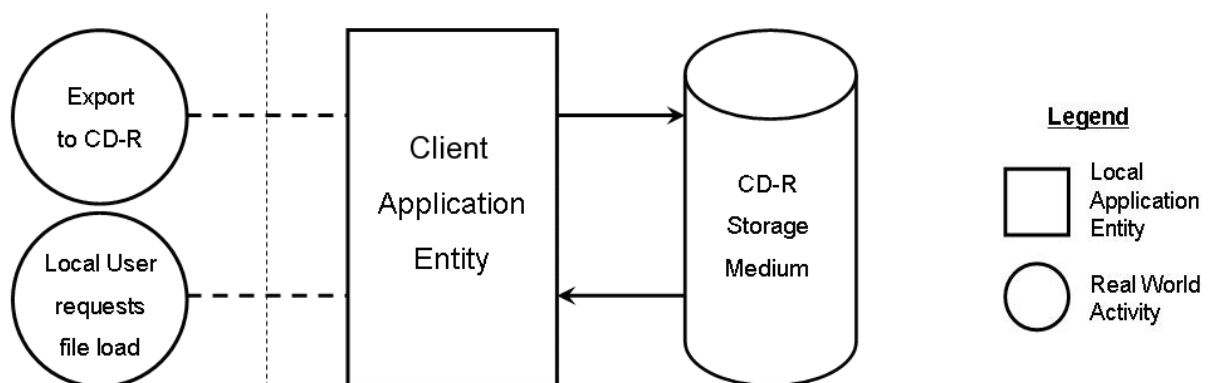 Export
to CD-R
Local User
requests
file load
Client
Application
Entity
CD-R
Storage
Medium
Legend
Local
Application
Entity
Real World
Activity